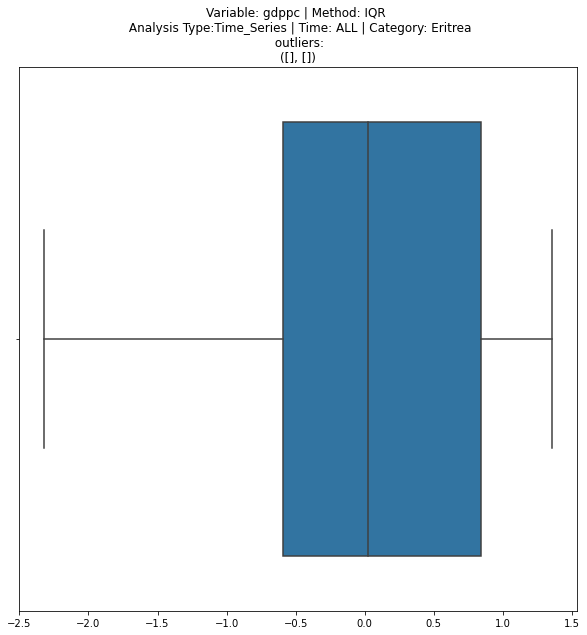 Variable: gdppc | Method: IQR
Analysis Type:Time_Series | Time: ALL | Category: Eritrea
outliers:
([], [])
−2.5 −2.0 −1.5 −1.0 −0.5 0.0 0.5 1.0 1.5